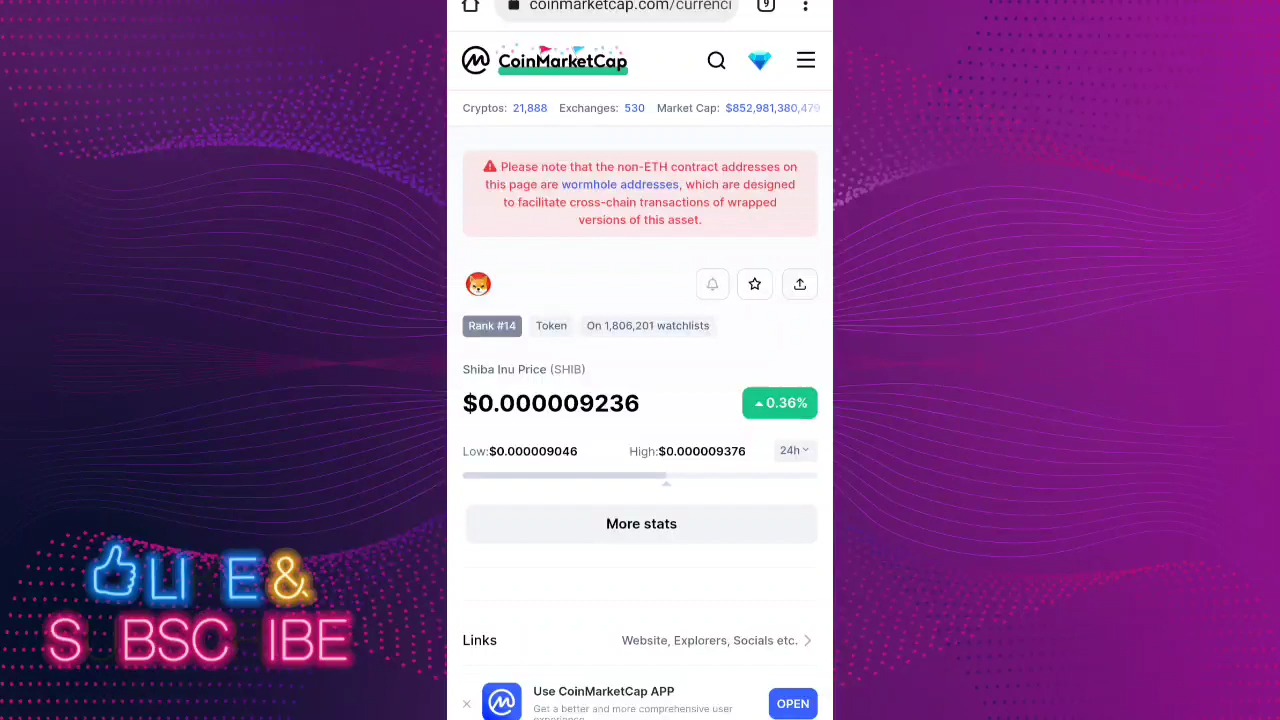 coinmarketcap.com/currenci
9
CoinMarketCap
Cryptos: 21,888 Exchanges: 530 Market Cap: $852,981,380,479
Please note that the non-ETH contract addresses on
this page are wormhole addresses, which are designed
to facilitate cross-chain transactions of wrapped
versions of this asset.
Rank #14 Token On 1,806,201 watchlists
Shiba Inu Price (SHIB)
$0.000009236 0.36%
Low:$0.000009046 High:$0.000009376 24h
More stats
LI E&
SUBSC IBE
Links Website, Explorers, Socials etc.
Use CoinMarketCap APP
Get a better and more comprehensive user
experience
OPEN